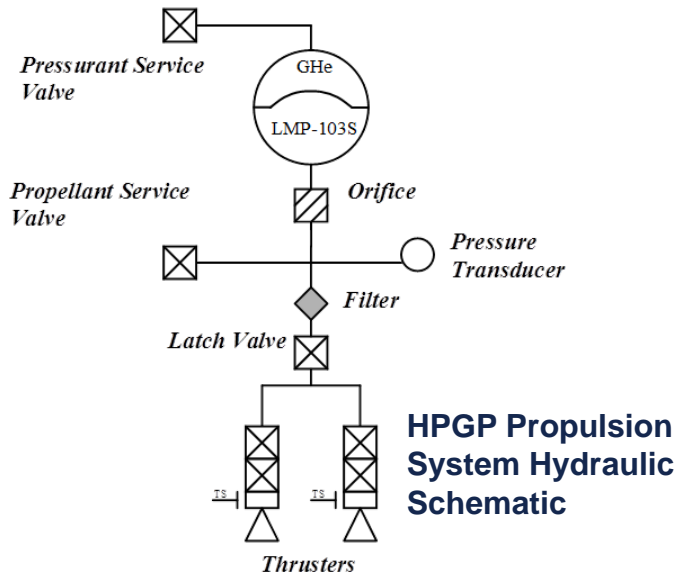 Pressurant Service
Valve
GHe
LMP-103S
Propellant Service
Valve
Orifice
Pressure
Transducer
Filter
Latch Valve
HPGP Propulsion
System Hydraulic
Schematic
TS
TS
Thrusters